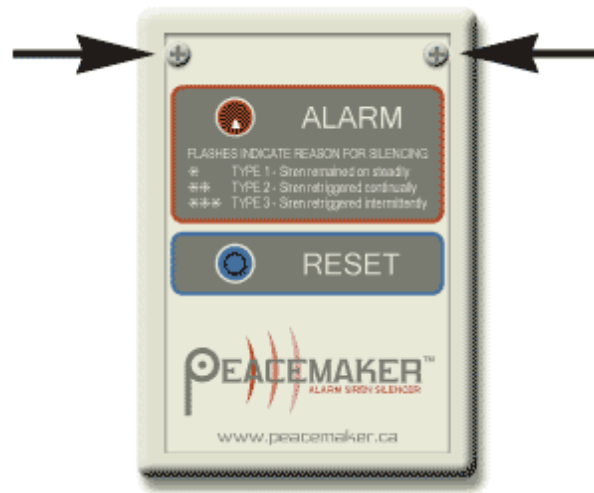 ALARM
FLASHES INDICATE REASON FOR SILENCING
* TYPE 1 - Siren remained on steadily
** TYPE 2 - Siren retriggered continually
*** TYPE 3 - Siren retriggered intermittently
RESET
PEACEMAKER™
ALARM SIREN SILENCER
www.peacemaker.ca